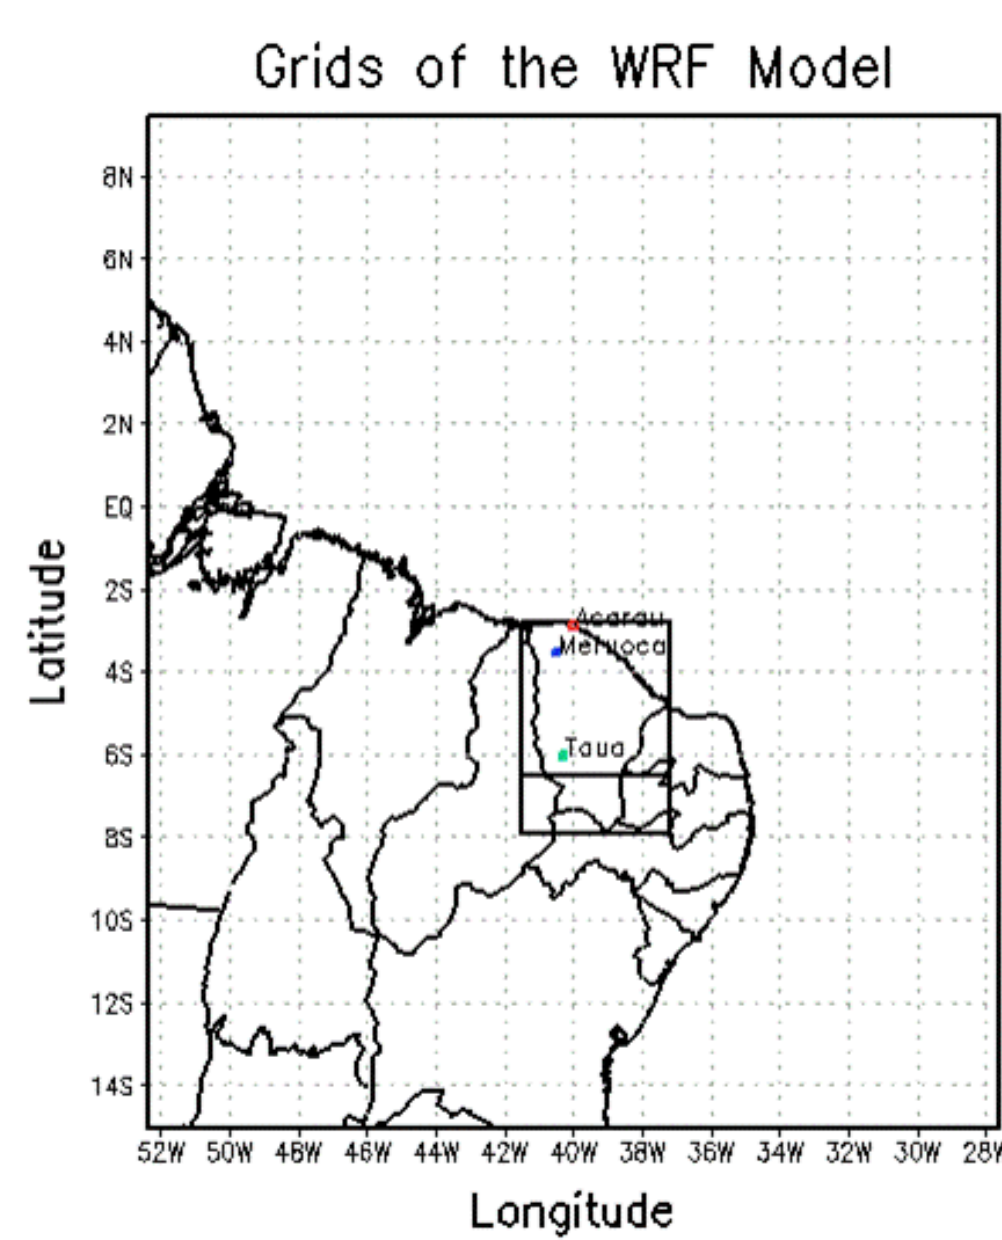 Grids of the WRF Model
8N
6N
4N
2N
EQ
2S
4S
6S
8S
10S
12S
14S
Latitude
Acarau
Meruoca
Taua
52W 50W 48W 46W 44W 42W 40W 38W 36W 34W 32W 30W 28W
Longitude